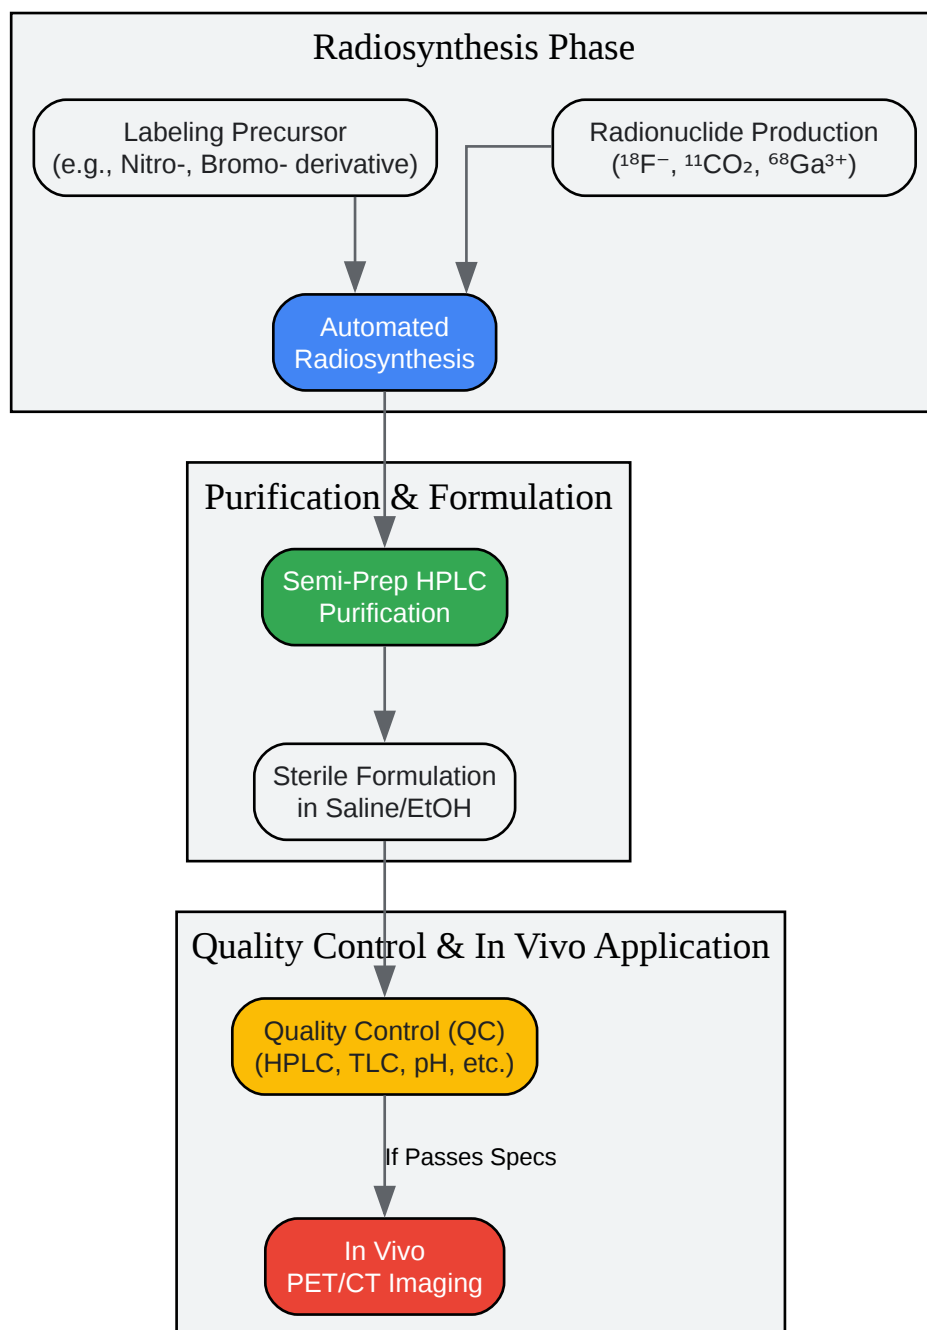 Radiosynthesis Phase
Labeling Precursor
(e.g., Nitro-, Bromo- derivative)
Radionuclide Production
(¹⁸F⁻, ¹¹CO₂, ⁶⁸Ga³⁺)
Automated
Radiosynthesis
Purification & Formulation
Semi-Prep HPLC
Purification
Sterile Formulation
in Saline/EtOH
Quality Control & In Vivo Application
Quality Control (QC)
(HPLC, TLC, pH, etc.)
If Passes Specs
In Vivo
PET/CT Imaging